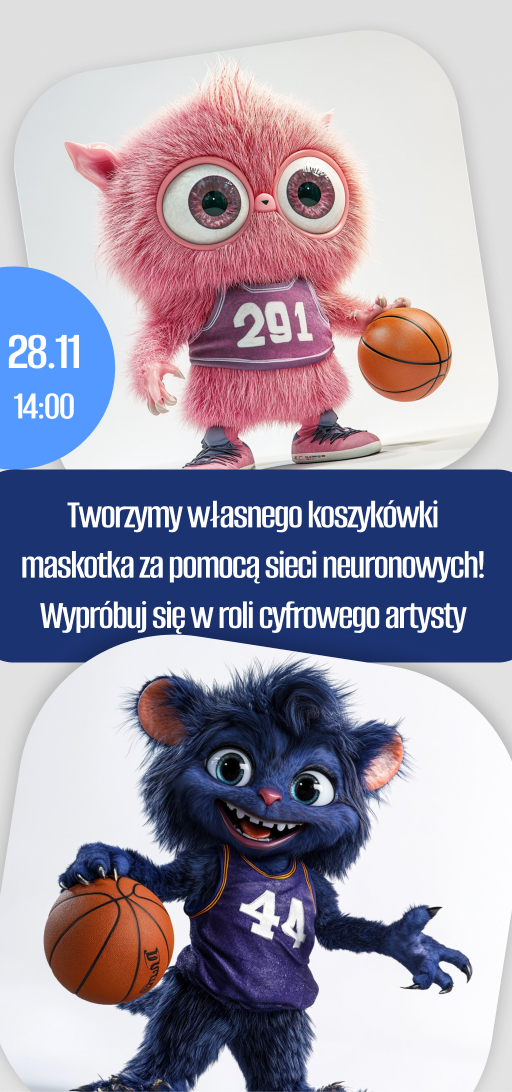 291
28.11
14:00
Tworzymy własnego koszykówki
maskotka za pomocą sieci neuronowych!
Wypróbuj się w roli cyfrowego artysty
44